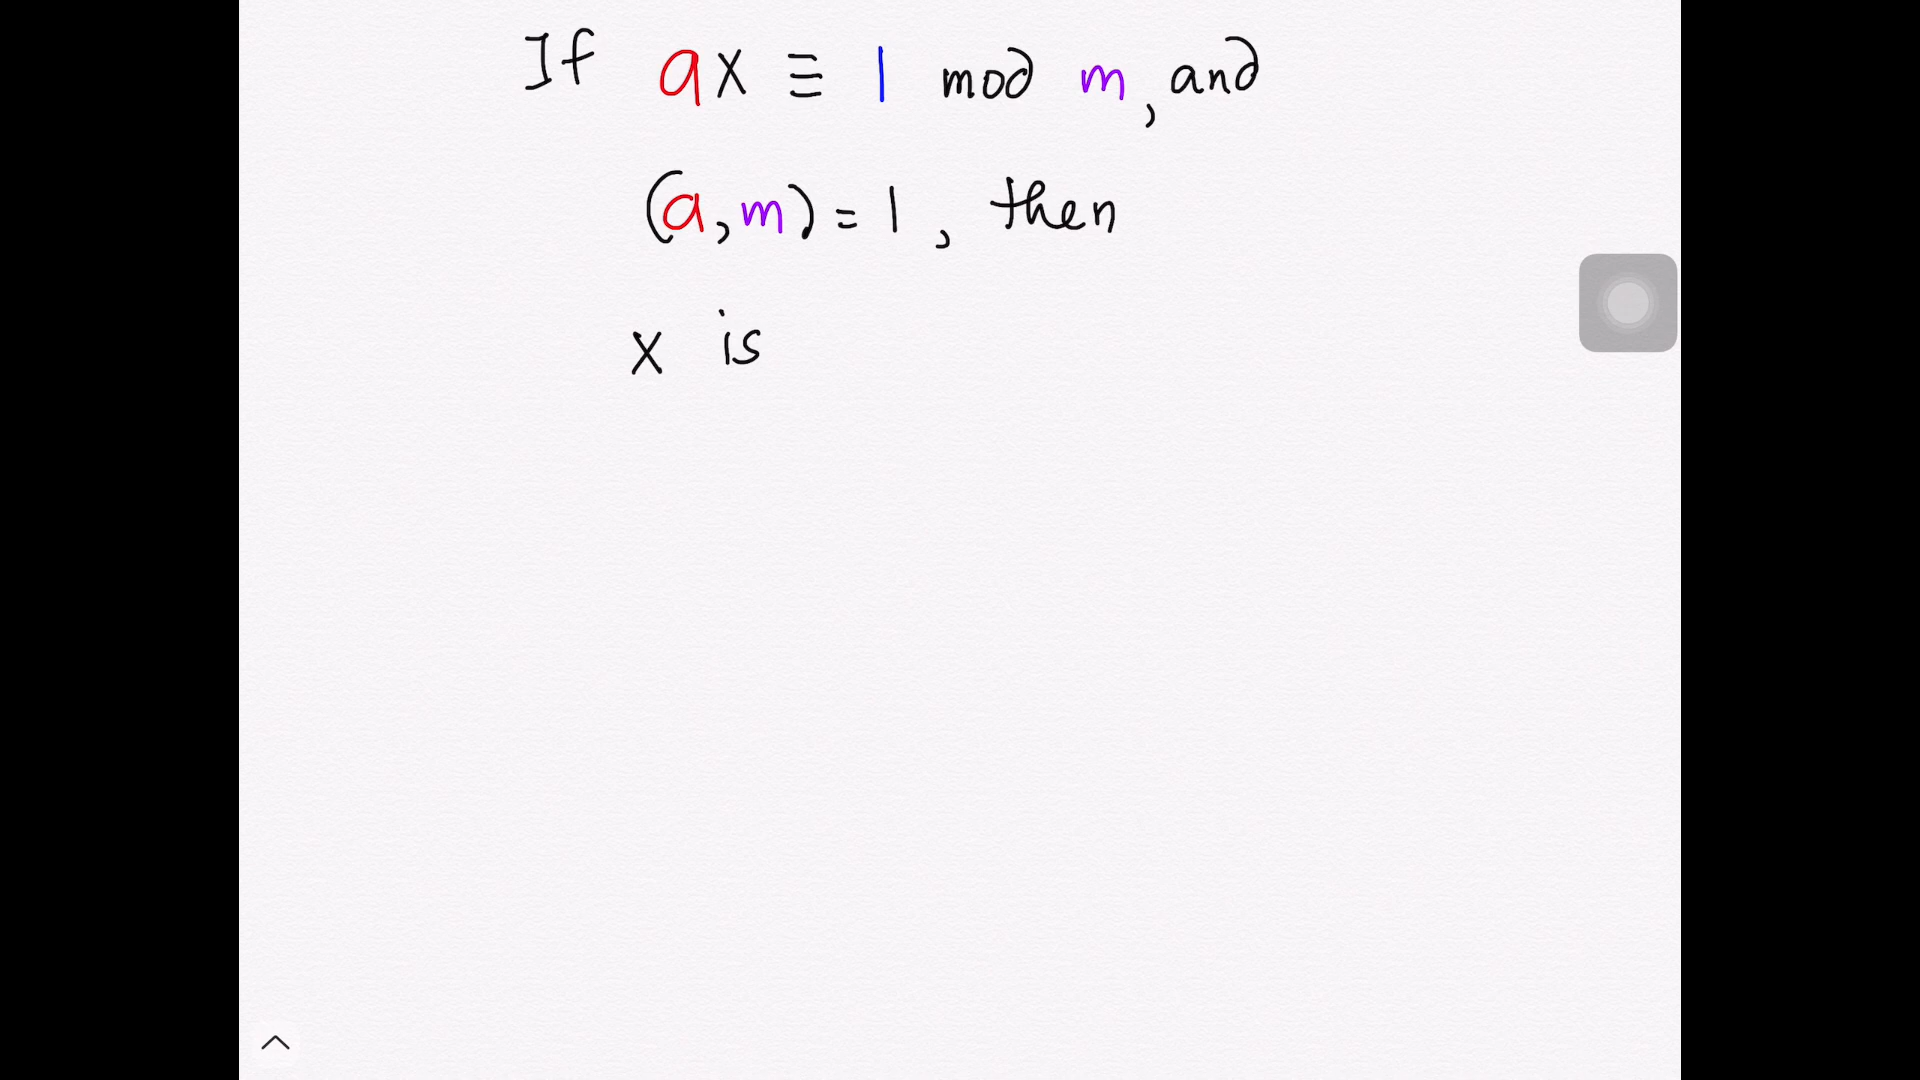 If ax ≡ 1 mod m, and
(a,m) = 1, then
x is